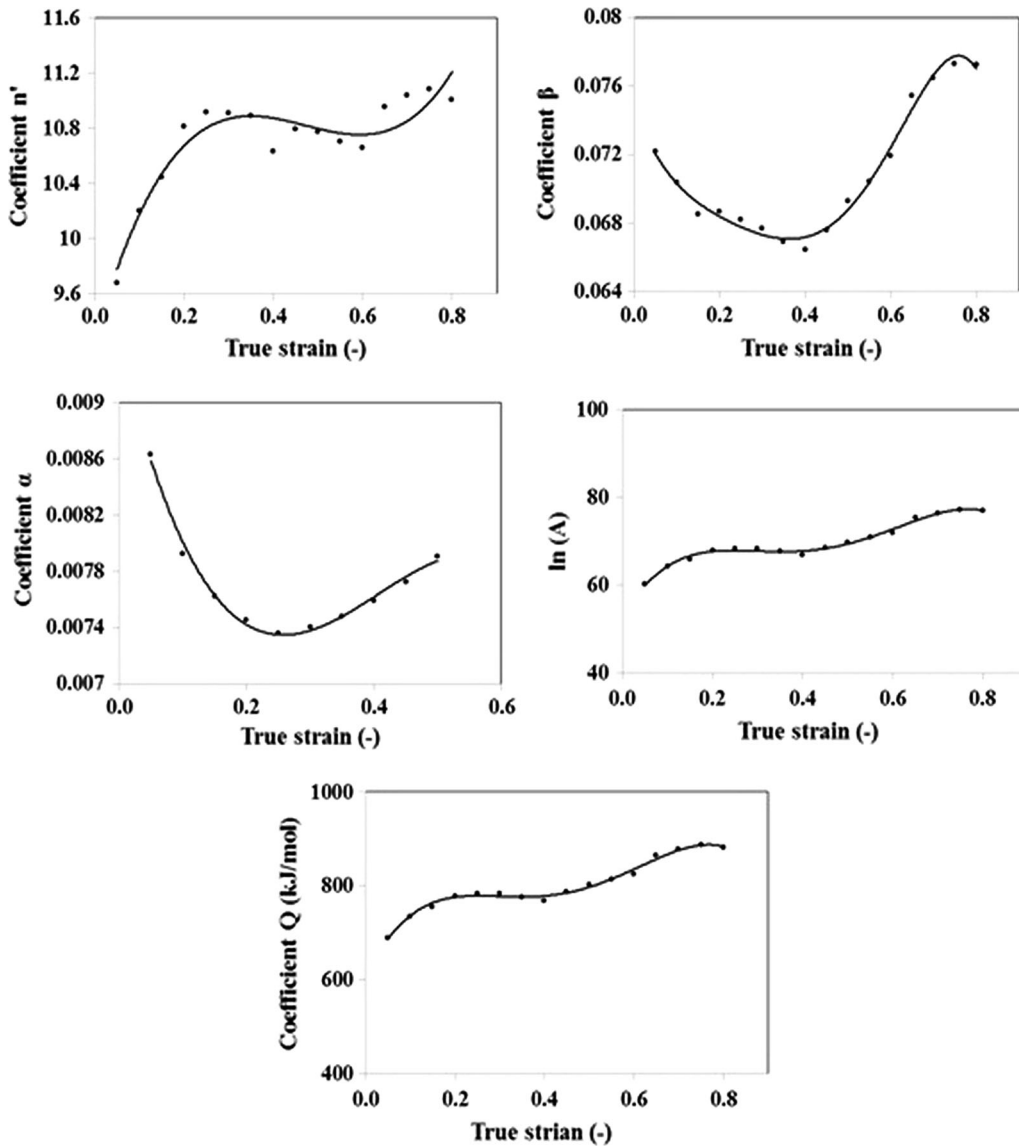 11.6
11.2
10.8
10.4
10
9.6
Coefficient n'
0.0 0.2 0.4 0.6 0.8
True strain (-)
0.08
0.076
0.072
0.068
0.064
Coefficient β
0.0 0.2 0.4 0.6 0.8
True strain (-)
0.009
0.0086
0.0082
0.0078
0.0074
0.007
Coefficient α
0.0 0.2 0.4 0.6
True strain (-)
100
80
60
40
ln (A)
0.0 0.2 0.4 0.6 0.8
True strain (-)
1000
800
600
400
Coefficient Q (kJ/mol)
0.0 0.2 0.4 0.6 0.8
True strian (-)